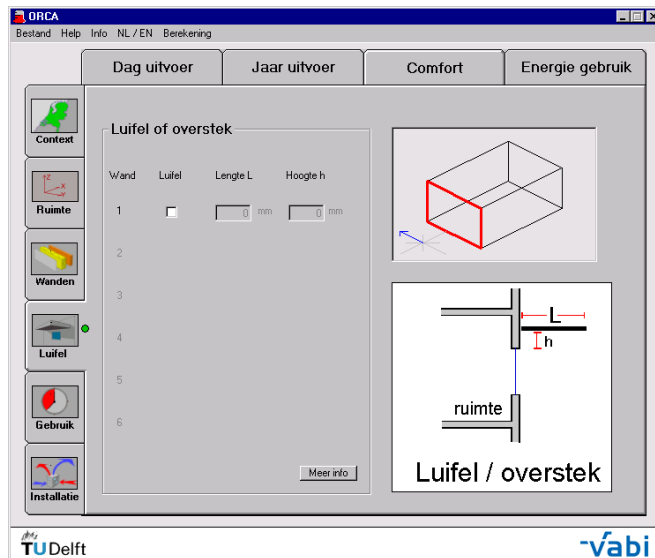 ORCA
Bestand Help Info NL / EN Berekening
Dag uitvoer Jaar uitvoer Comfort Energie gebruik
Context
Ruimte
Wanden
Luifel
Gebruik
Installatie
Luifel of overstek
Wand Luifel Lengte L Hoogte h
1 0 mm 0 mm
2
3
4
5
6
Meer info
z
x
y
L
h
ruimte
Luifel / overstek
TU Delft
vabi